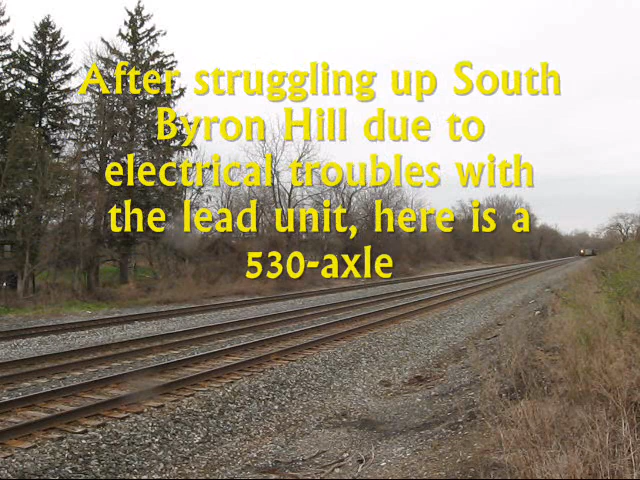 After struggling up South
Byron Hill due to
electrical troubles with
the lead unit, here is a
530-axle